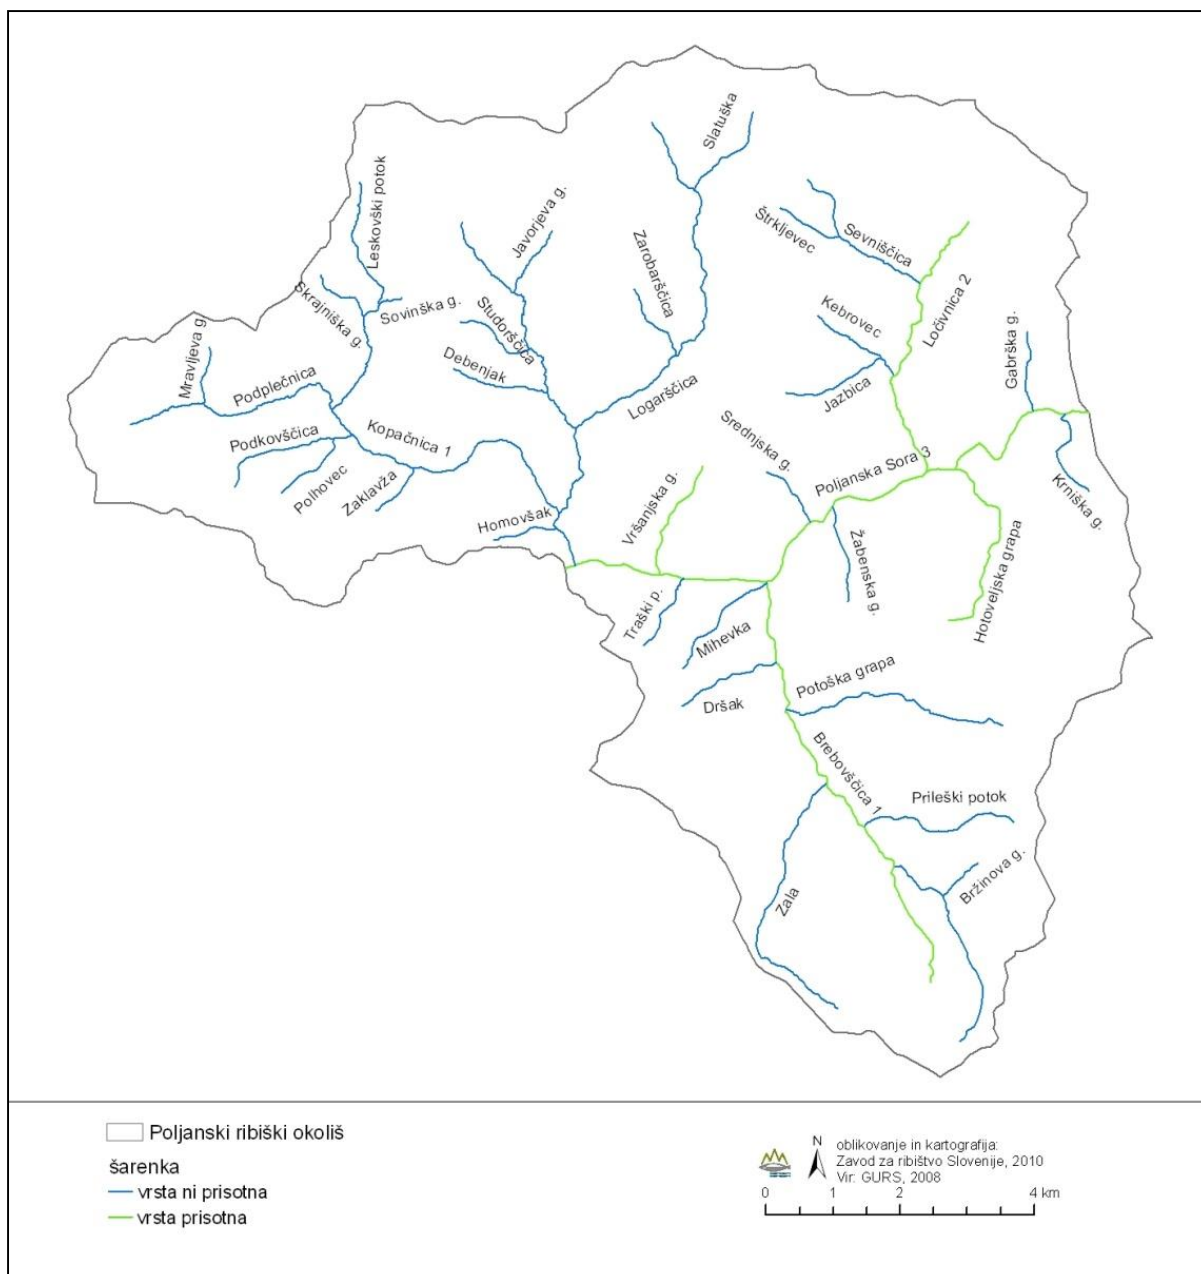 Slatuška
Leskovški potok
Javorjeva g.
Štrkljevec
Sevniščica
Zarobarščica
Skrajniška g.
Sovinška g.
Ločivnica 2
Studorščica
Kebrovec
Gabrška g.
Mravljeva g
Debenjak
Podplečnica
Jazbica
Logarščica
Podkovščica
Kopačnica 1
Srednjska g.
Polhovec
Zaklavža
Poljanska Sora 3
Krniška g.
Homovšak
Vršanjska g.
Žabenska g.
Hotoveljska grapa
Traški p.
Mihevka
Dršak
Potoška grapa
Brebovščica 1
Prileški potok
Bržinova g.
Zala
Poljanski ribiški okoliš
šarenka
vrsta ni prisotna
vrsta prisotna
N
oblikovanje in kartografija:
Zavod za ribištvo Slovenije, 2010
Vir: GURS, 2008
0 1 2 4 km